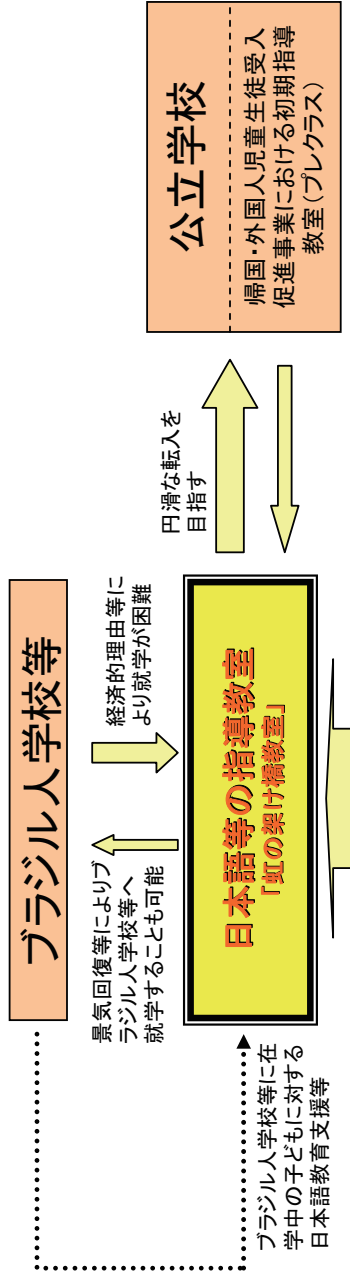 ブラジル人学校等
景気回復等によりブ
ラジル人学校等へ
就学することも可能
経済的理由等に
より就学が困難
ブラジル人学校等に在
学中の子どもに対する
日本語教育支援等
日本語等の指導教室
「虹の架け橋教室」
円滑な転入を
目指す
公立学校
帰国・外国人児童生徒受入
促進事業における初期指導
教室（プレクラス）